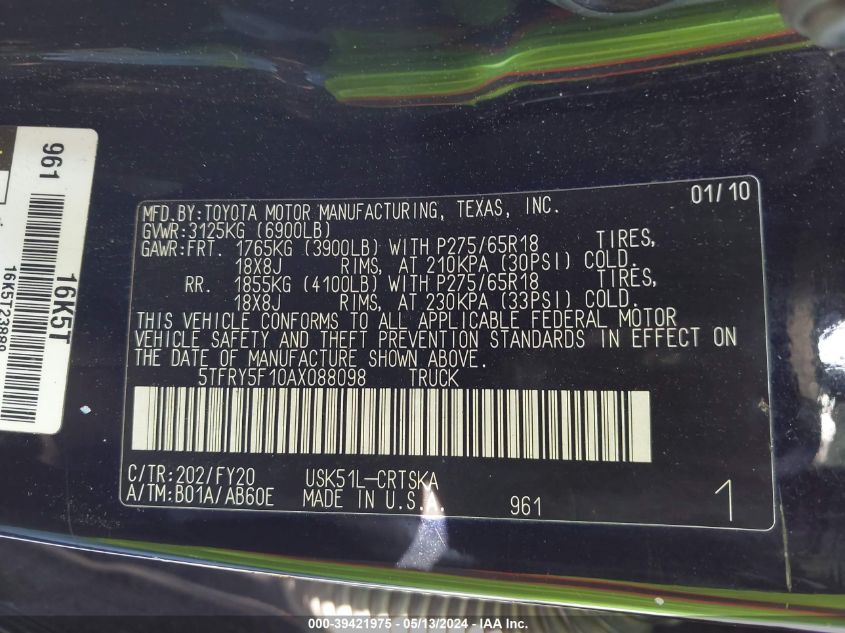 961
16K5T
16K5T23989
MFD.BY:TOYOTA MOTOR MANUFACTURING, TEXAS, INC. 01/10
GVWR:3125KG (6900LB)
GAWR:FRT. 1765KG (3900LB) WITH P275/65R18 TIRES,
18X8J RIMS, AT 210KPA (30PSI) COLD.
RR. 1855KG (4100LB) WITH P275/65R18 TIRES,
18X8J RIMS, AT 230KPA (33PSI) COLD.
THIS VEHICLE CONFORMS TO ALL APPLICABLE FEDERAL MOTOR
VEHICLE SAFETY AND THEFT PREVENTION STANDARDS IN EFFECT ON
THE DATE OF MANUFACTURE SHOWN ABOVE.
5TFRY5F10AX088098 TRUCK
C/TR:202/FY20 USK51L-CRTSKA
A/TM:B01A/AB60E MADE IN U.S.A. 961 1
000-39421975 - 05/13/2024 - IAA Inc.